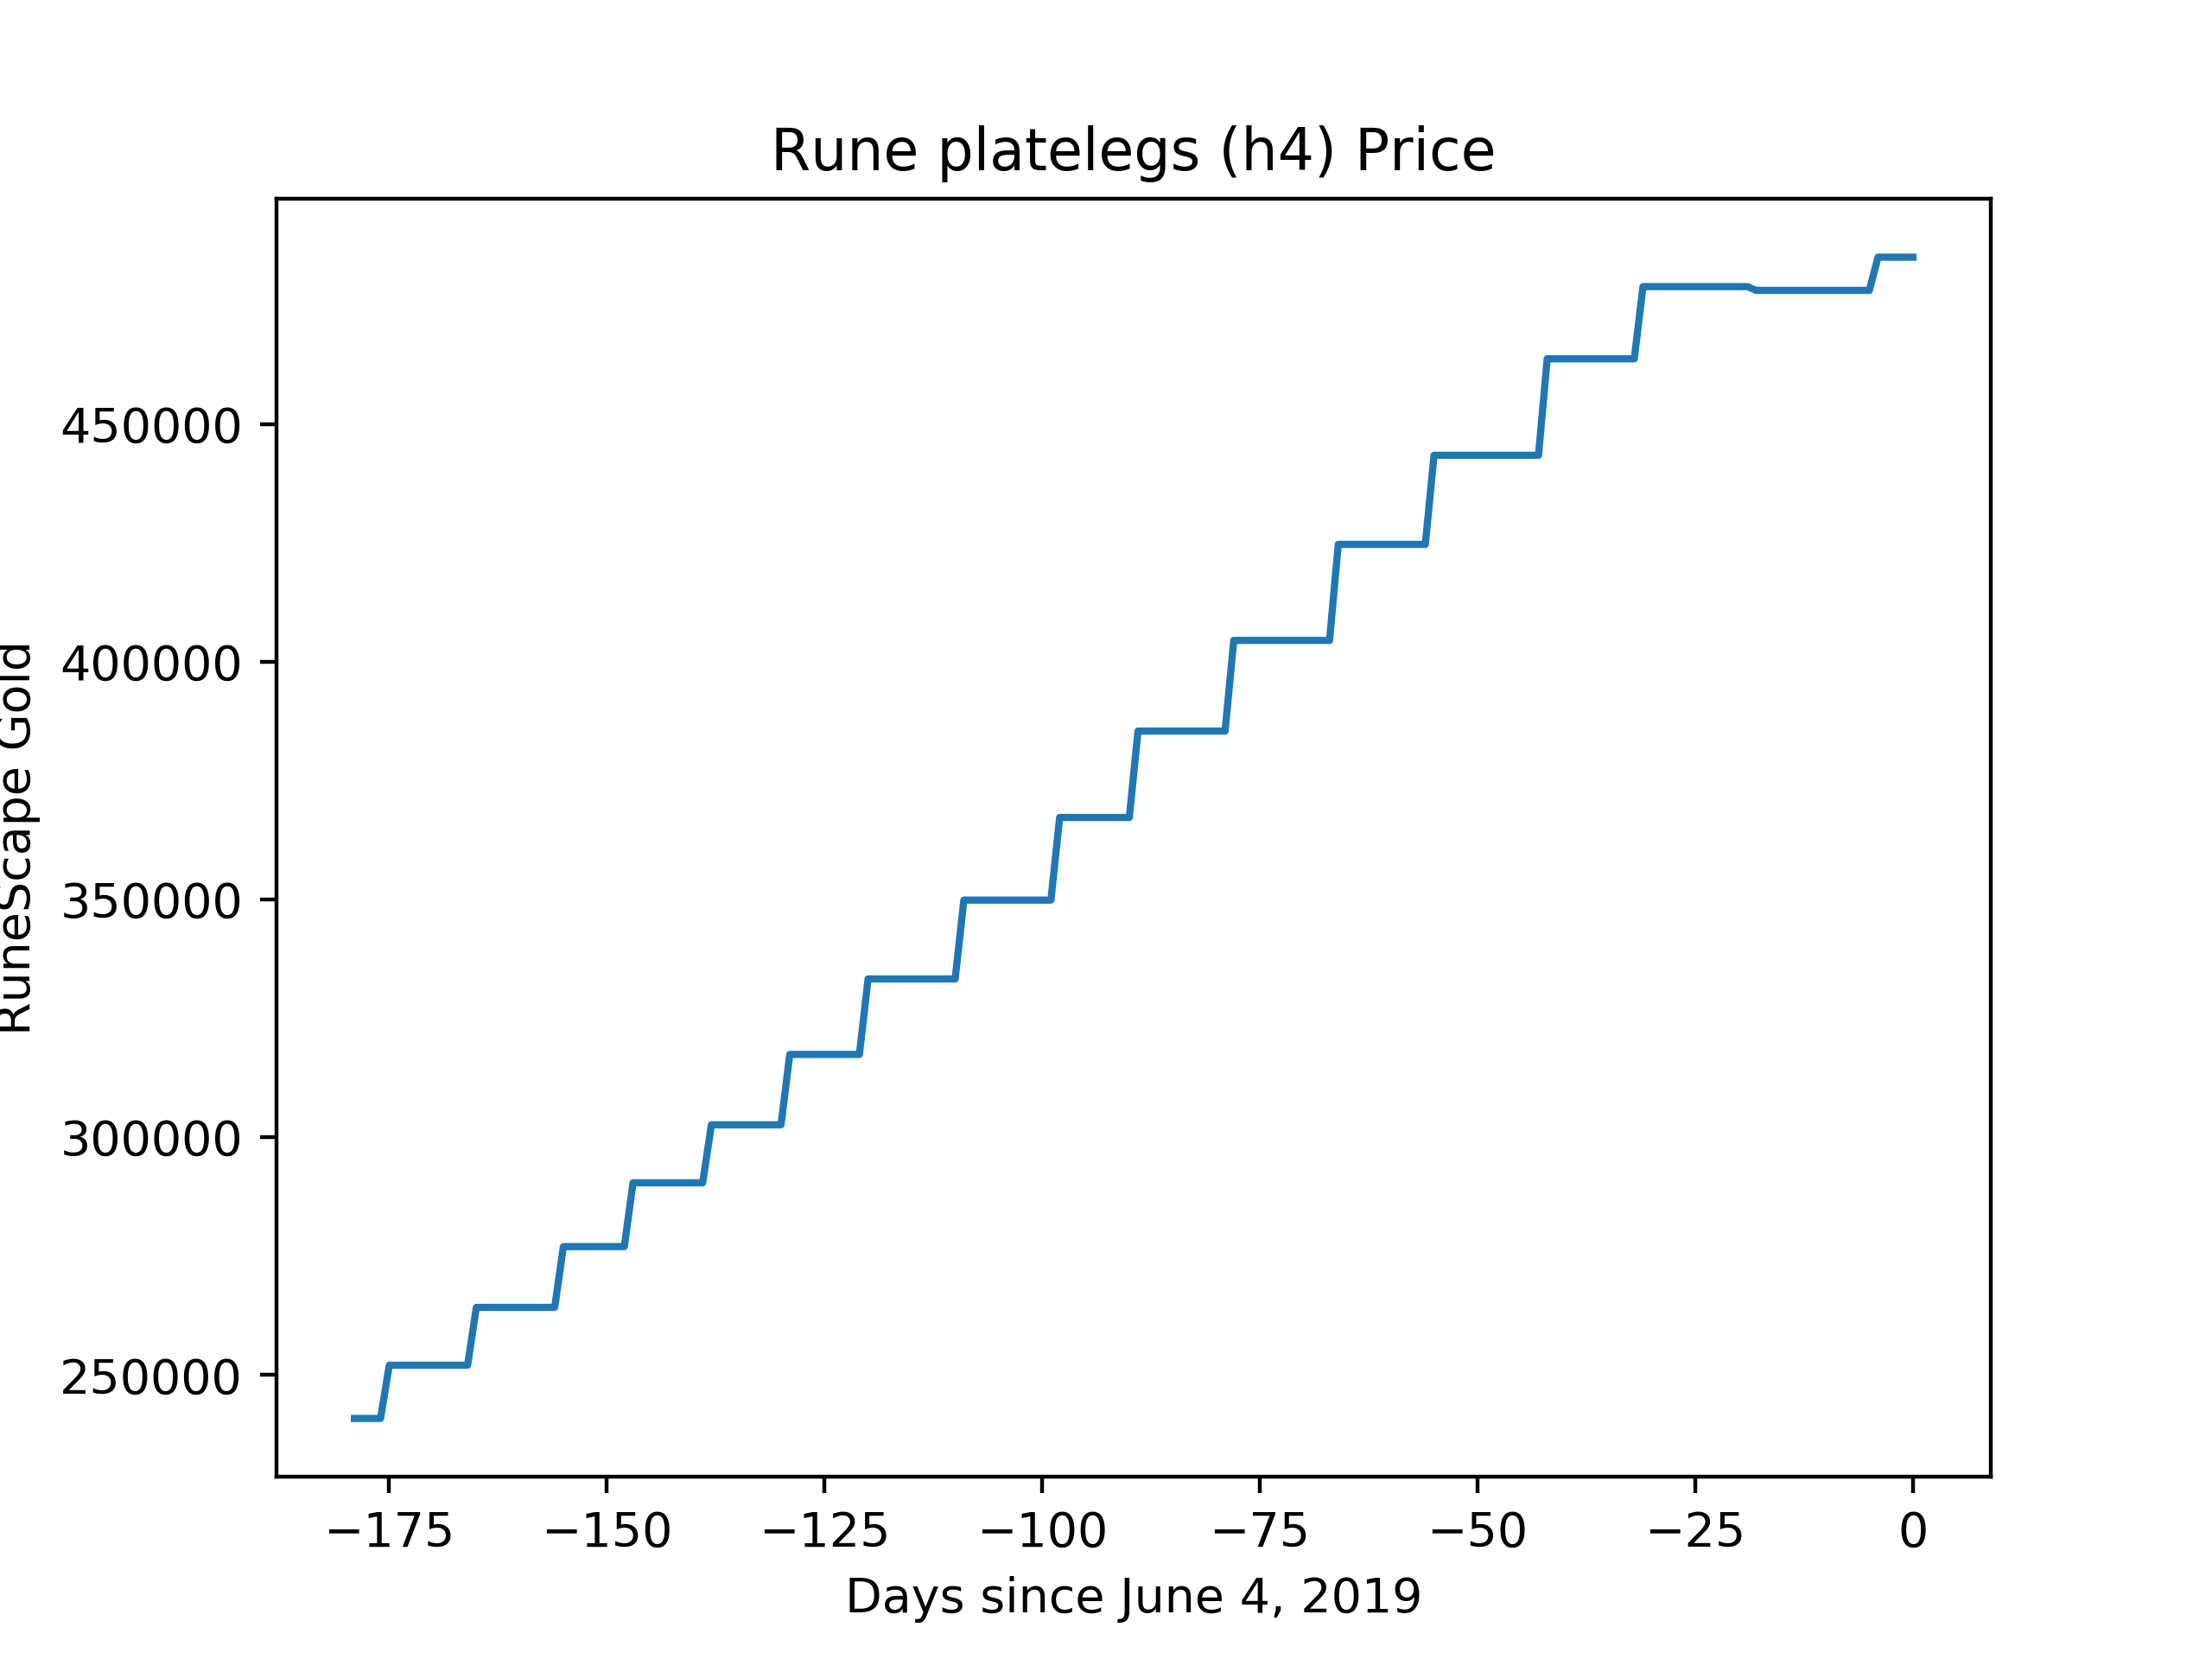 Rune platelegs (h4) Price
RuneScape Gold
450000
400000
350000
300000
250000
−175 −150 −125 −100 −75 −50 −25 0
Days since June 4, 2019